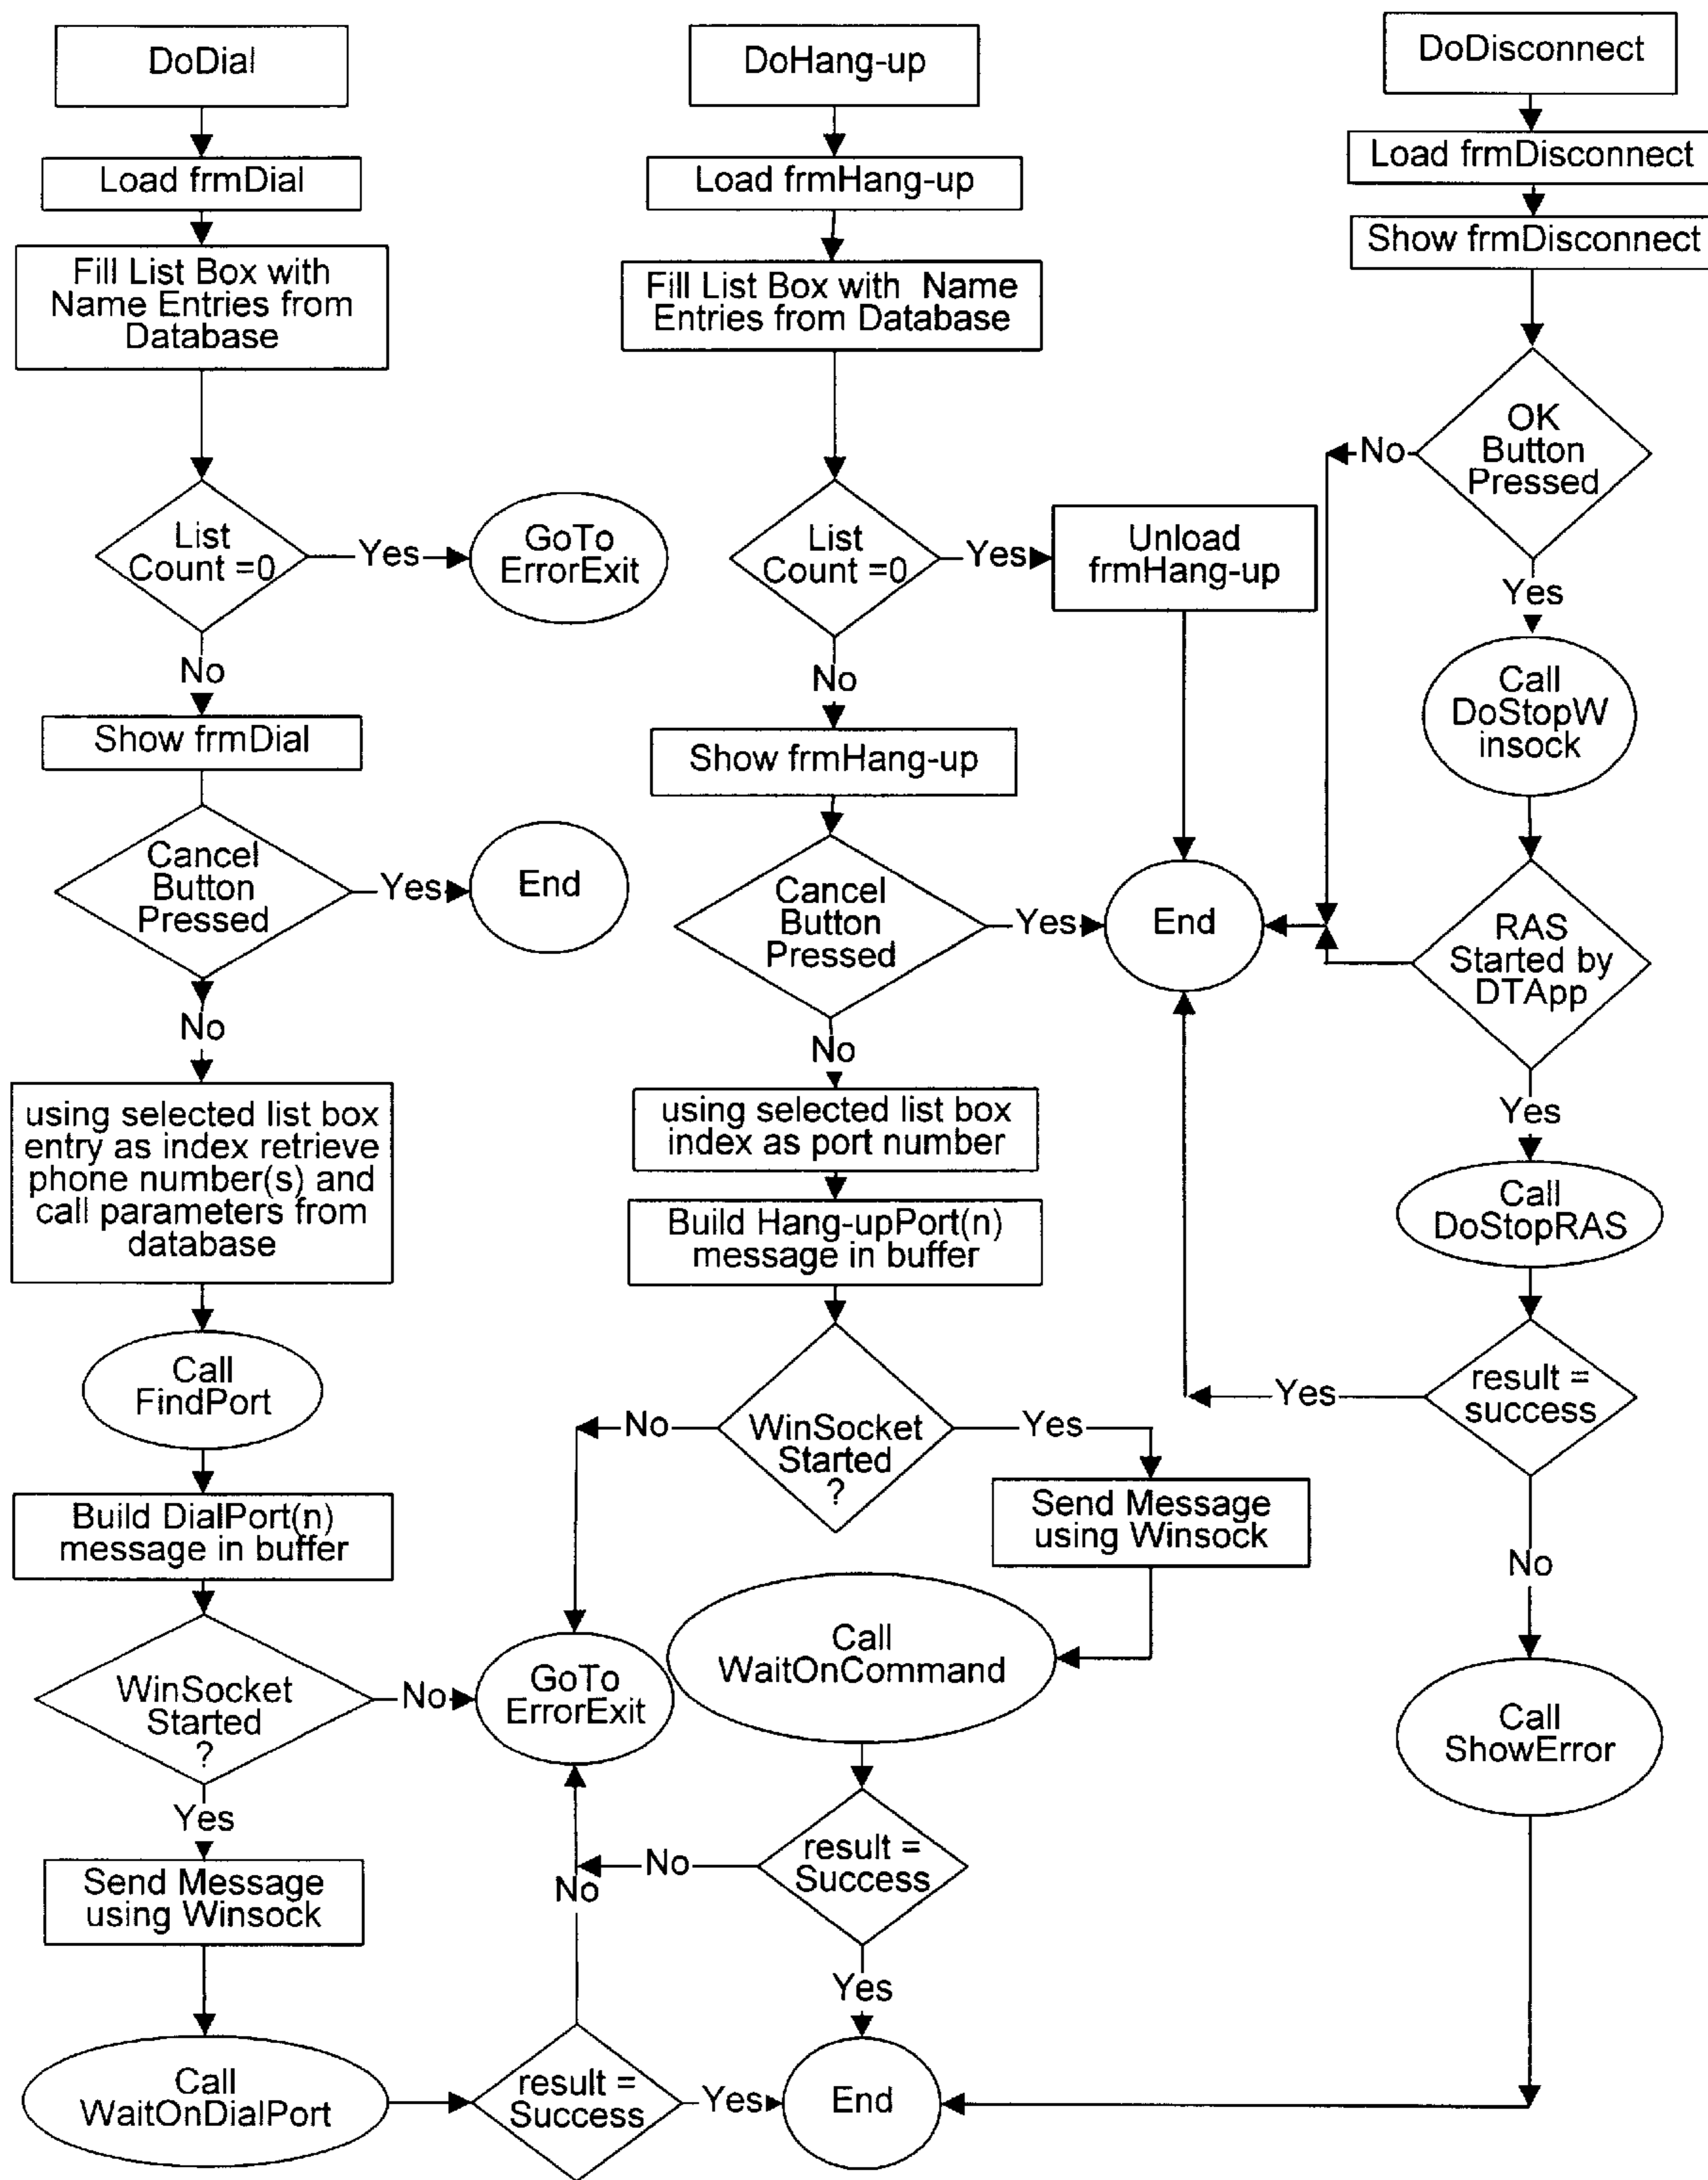 DoDial
Load frmDial
Fill List Box with
Name Entries from
Database
List
Count =0
Yes
GoTo
ErrorExit
No
Show frmDial
Cancel
Button
Pressed
Yes
End
No
using selected list box
entry as index retrieve
phone number(s) and
call parameters from
database
Call
FindPort
Build DialPort(n)
message in buffer
WinSocket
Started
?
No
GoTo
ErrorExit
Yes
Send Message
using Winsock
Call
WaitOnDialPort
result =
Success
No
Yes
End
DoHang-up
Load frmHang-up
Fill List Box with Name
Entries from Database
List
Count =0
Yes
Unload
frmHang-up
No
Show frmHang-up
Cancel
Button
Pressed
Yes
End
No
using selected list box
index as port number
Build Hang-upPort(n)
message in buffer
WinSocket
Started
?
No
Yes
Send Message
using Winsock
Call
WaitOnCommand
result =
Success
No
Yes
DoDisconnect
Load frmDisconnect
Show frmDisconnect
OK
Button
Pressed
No
Yes
Call
DoStopW
insock
RAS
Started by
DTApp
Yes
Call
DoStopRAS
result =
success
Yes
No
Call
ShowError